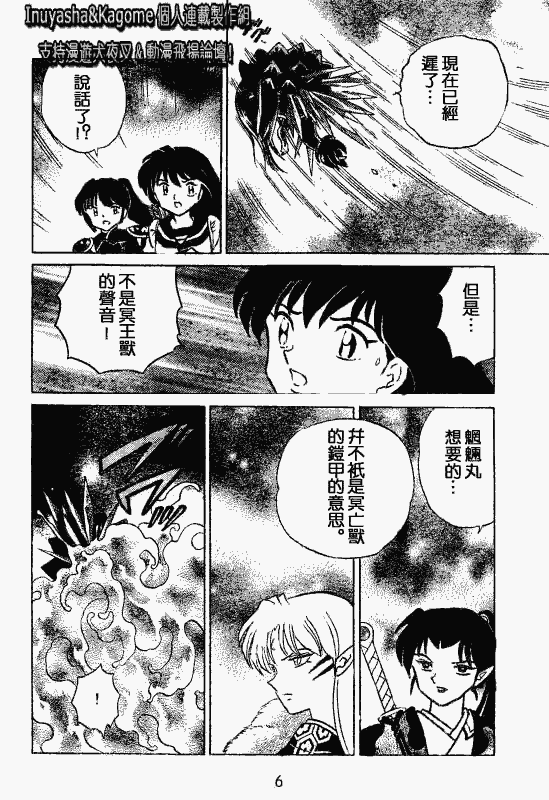 Inuyasha&Kagome 個人連載製作組
支持漫遊犬夜叉&動漫飛揚論壇!
現在已經
遲了…
說話了!?
但是…
不是冥王獸
的聲音!
魍魎丸
想要的…
幷不衹是冥亡獸
的鎧甲的意思。
!
6